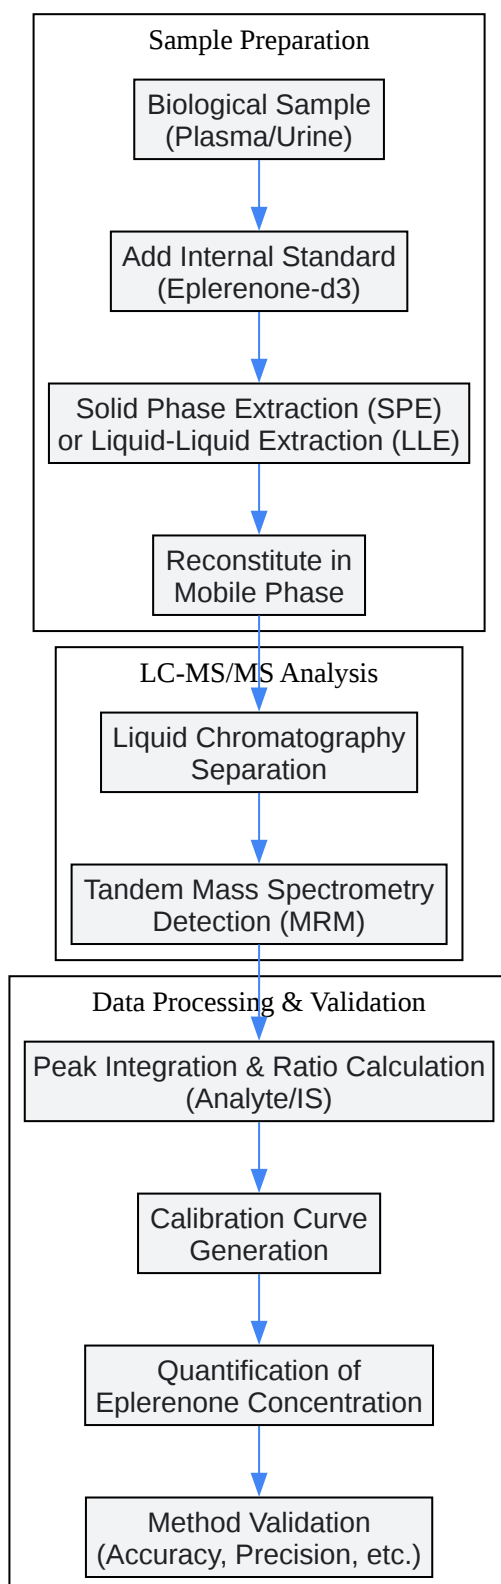 Sample Preparation
Biological Sample
(Plasma/Urine)
Add Internal Standard
(Eplerenone-d3)
Solid Phase Extraction (SPE)
or Liquid-Liquid Extraction (LLE)
Reconstitute in
Mobile Phase
LC-MS/MS Analysis
Liquid Chromatography
Separation
Tandem Mass Spectrometry
Detection (MRM)
Data Processing & Validation
Peak Integration & Ratio Calculation
(Analyte/IS)
Calibration Curve
Generation
Quantification of
Eplerenone Concentration
Method Validation
(Accuracy, Precision, etc.)